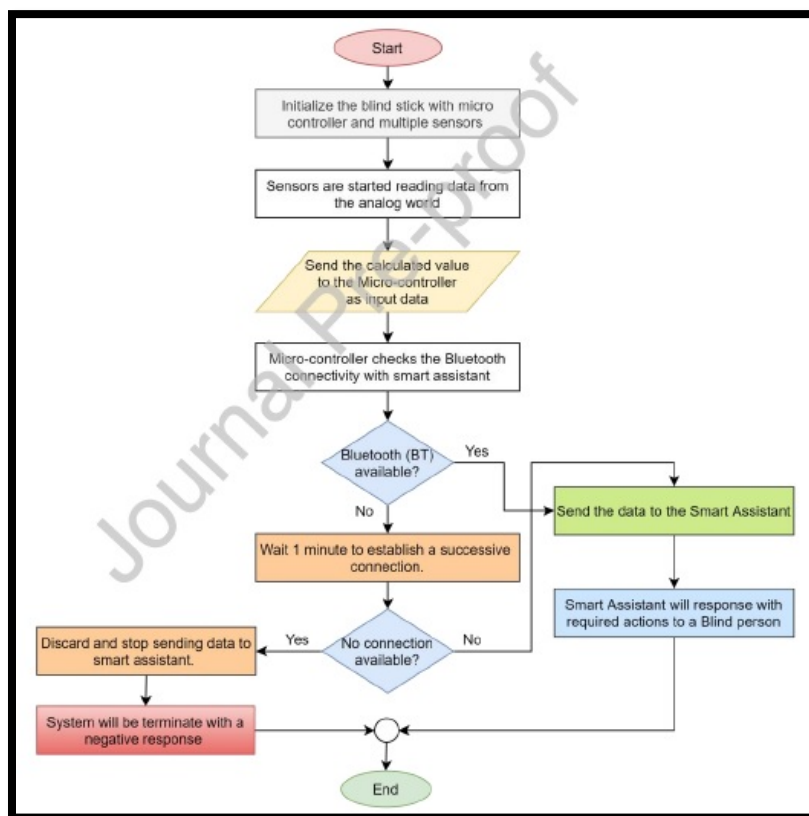 Start
Initialize the blind stick with micro
controller and multiple sensors
Sensors are started reading data from
the analog world
Send the calculated value
to the Micro-controller
as input data
Micro-controller checks the Bluetooth
connectivity with smart assistant
Bluetooth (BT)
available?
Yes
No
Send the data to the Smart Assistant
Wait 1 minute to establish a successive
connection.
Smart Assistant will response with
required actions to a Blind person
No connection
available?
Yes
No
Discard and stop sending data to
smart assistant.
System will be terminate with a
negative response
End
Journal Pre-proof